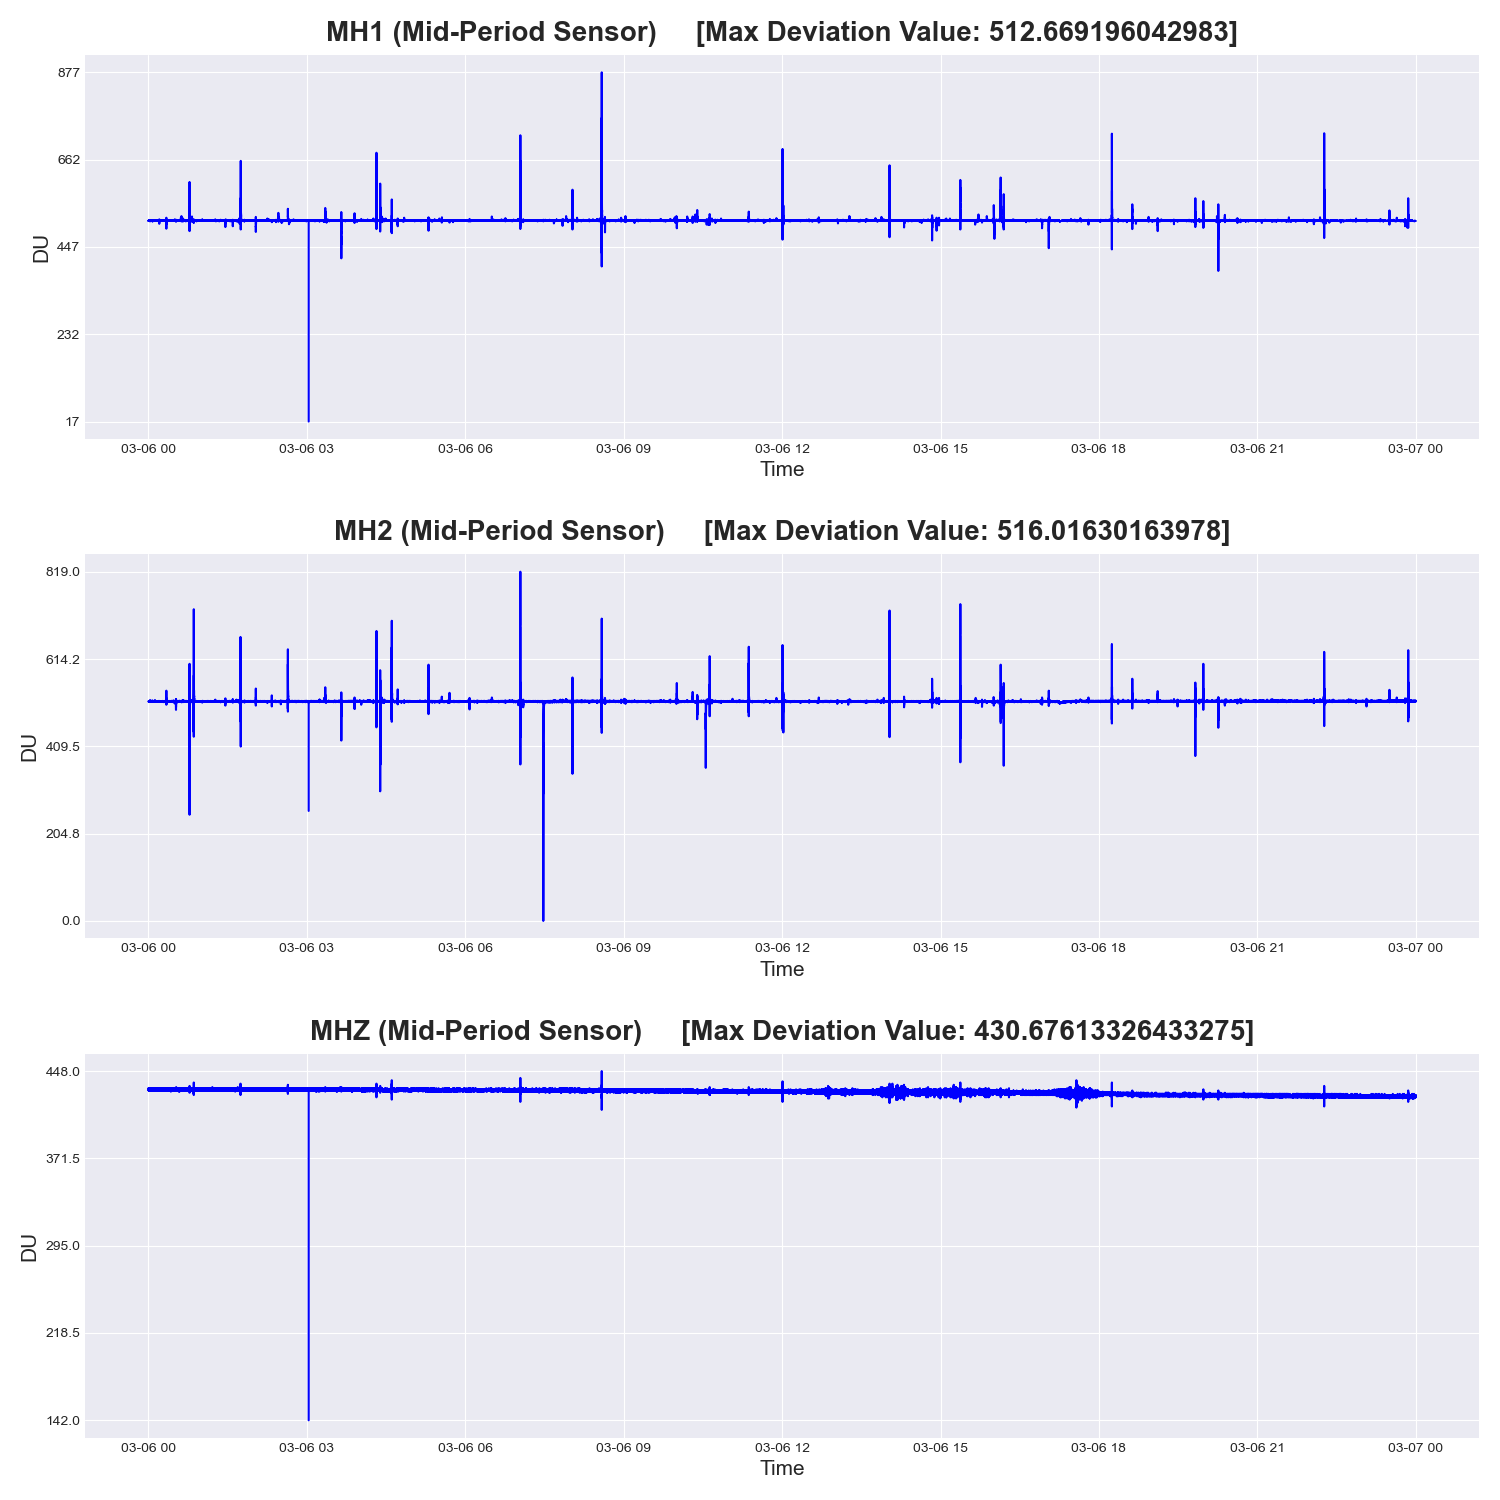 MH1 (Mid-Period Sensor) [Max Deviation Value: 512.669196042983]
877
662
447
232
17
DU
03-06 00 03-06 03 03-06 06 03-06 09 03-06 12 03-06 15 03-06 18 03-06 21 03-07 00
Time
MH2 (Mid-Period Sensor) [Max Deviation Value: 516.01630163978]
819.0
614.2
409.5
204.8
0.0
DU
03-06 00 03-06 03 03-06 06 03-06 09 03-06 12 03-06 15 03-06 18 03-06 21 03-07 00
Time
MHZ (Mid-Period Sensor) [Max Deviation Value: 430.67613326433275]
448.0
371.5
295.0
218.5
142.0
DU
03-06 00 03-06 03 03-06 06 03-06 09 03-06 12 03-06 15 03-06 18 03-06 21 03-07 00
Time